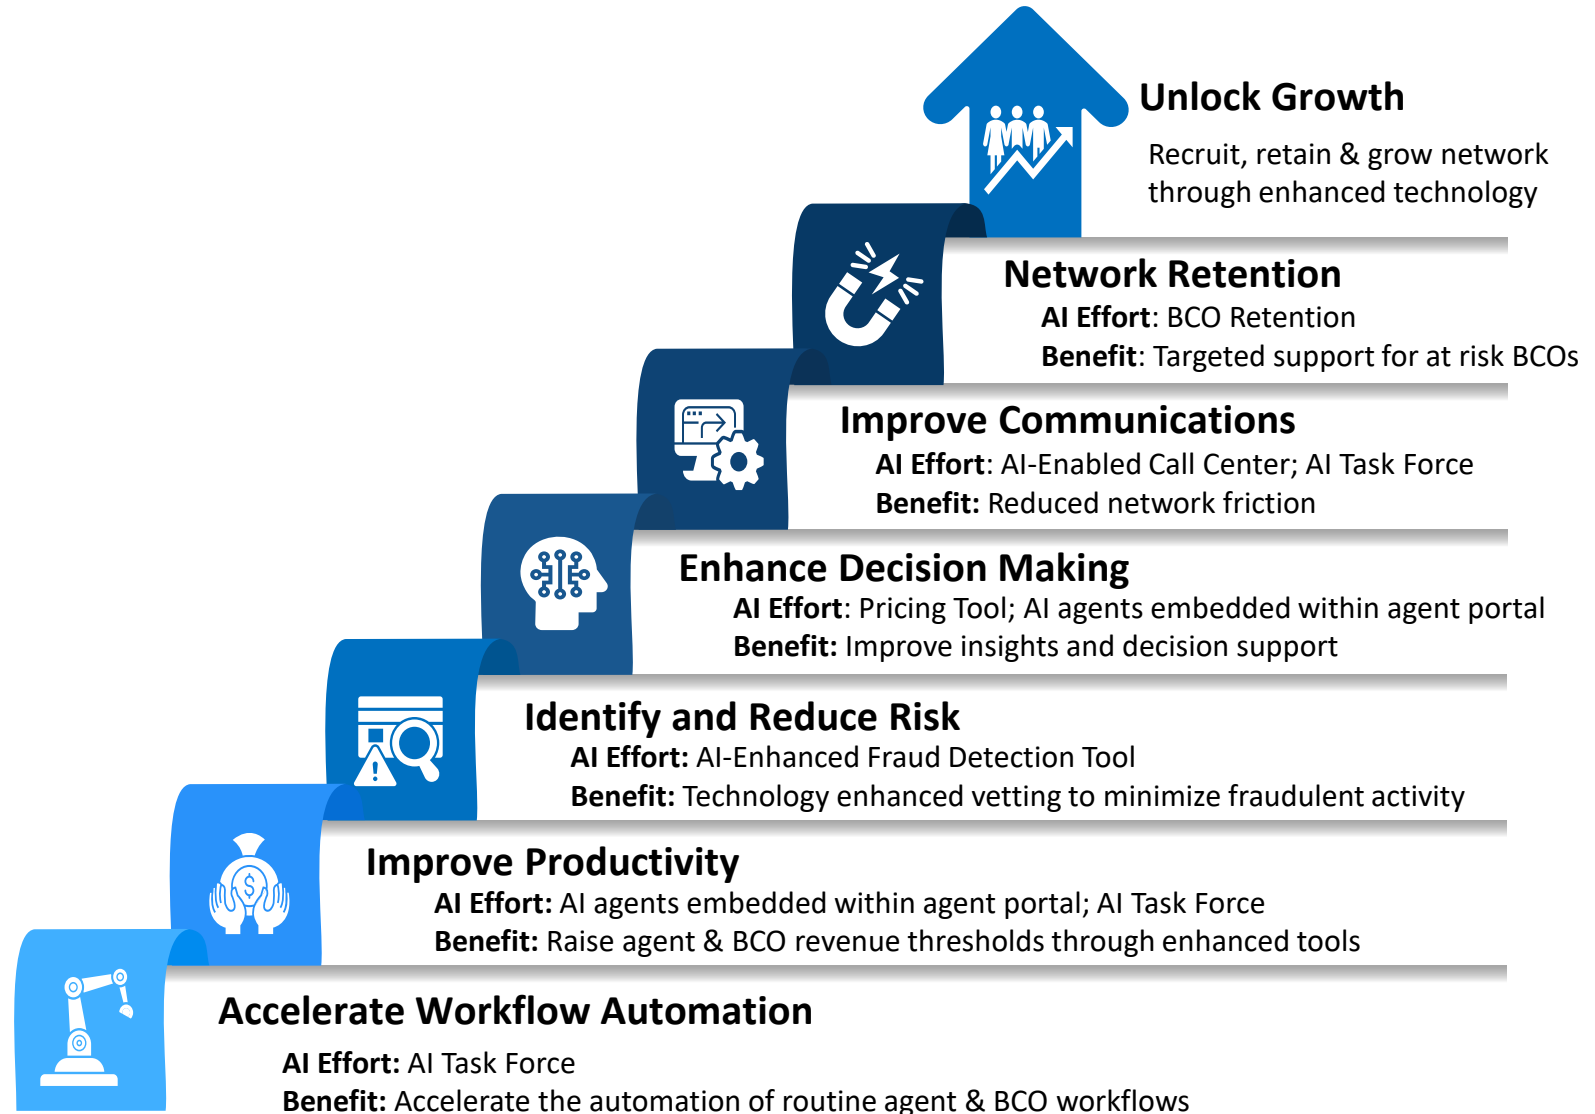 Unlock Growth
Recruit, retain & grow network
through enhanced technology
Network Retention
AI Effort: BCO Retention
Benefit: Targeted support for at risk BCOs
Improve Communications
AI Effort: AI-Enabled Call Center; AI Task Force
Benefit: Reduced network friction
Enhance Decision Making
AI Effort: Pricing Tool; AI agents embedded within agent portal
Benefit: Improve insights and decision support
Identify and Reduce Risk
AI Effort: AI-Enhanced Fraud Detection Tool
Benefit: Technology enhanced vetting to minimize fraudulent activity
$
Improve Productivity
AI Effort: AI agents embedded within agent portal; AI Task Force
Benefit: Raise agent & BCO revenue thresholds through enhanced tools
Accelerate Workflow Automation
AI Effort: AI Task Force
Benefit: Accelerate the automation of routine agent & BCO workflows